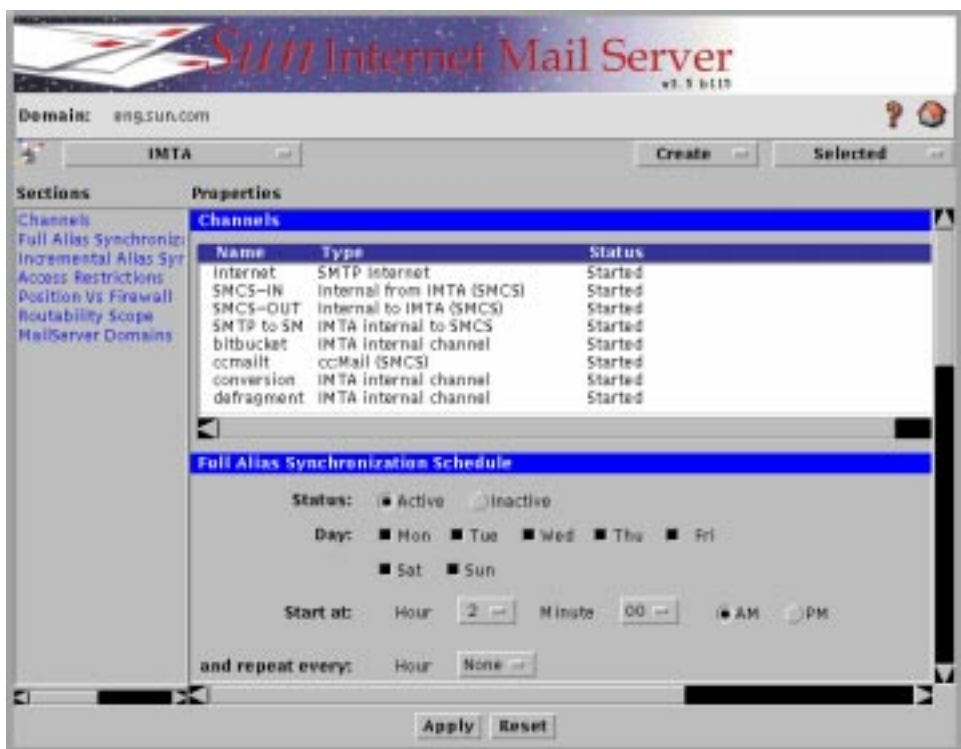 Sun Internet Mail Server
v3.5 b115
Domain: eng.sun.com
IMTA Create Selected
Sections Properties
Channels
Full Alias Synchroniz
Incremental Alias Syr
Access Restrictions
Position Vs Firewall
Routability Scope
MailServer Domains
Channels
Name Type Status
Internet SMTP Internet Started
SMCS-IN Internal from IMTA (SMCS) Started
SMCS-OUT Internal to IMTA (SMCS) Started
SMTP to SM IMTA internal to SMCS Started
bitbucket IMTA internal channel Started
ccmailt cc:Mail (SMCS) Started
conversion IMTA internal channel Started
defragment IMTA internal channel Started
Full Alias Synchronization Schedule
Status: Active Inactive
Day: Mon Tue Wed Thu Fri
Sat Sun
Start at: Hour 2 Minute 00 AM PM
and repeat every: Hour None
Apply Reset